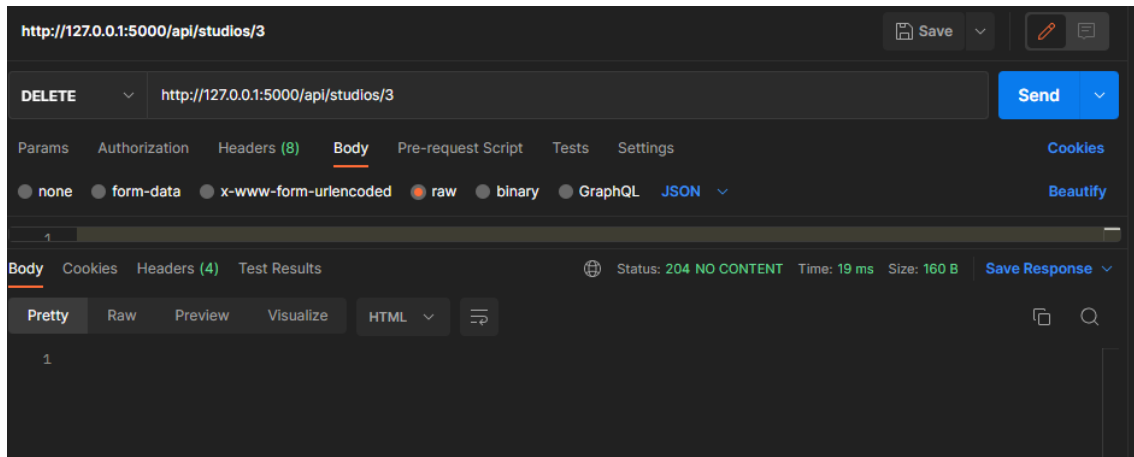 http://127.0.0.1:5000/api/studios/3 Save
DELETE http://127.0.0.1:5000/api/studios/3 Send
Params Authorization Headers (8) Body Pre-request Script Tests Settings Cookies
none form-data x-www-form-urlencoded raw binary GraphQL JSON Beautify
1
Body Cookies Headers (4) Test Results Status: 204 NO CONTENT Time: 19 ms Size: 160 B Save Response
Pretty Raw Preview Visualize HTML
1